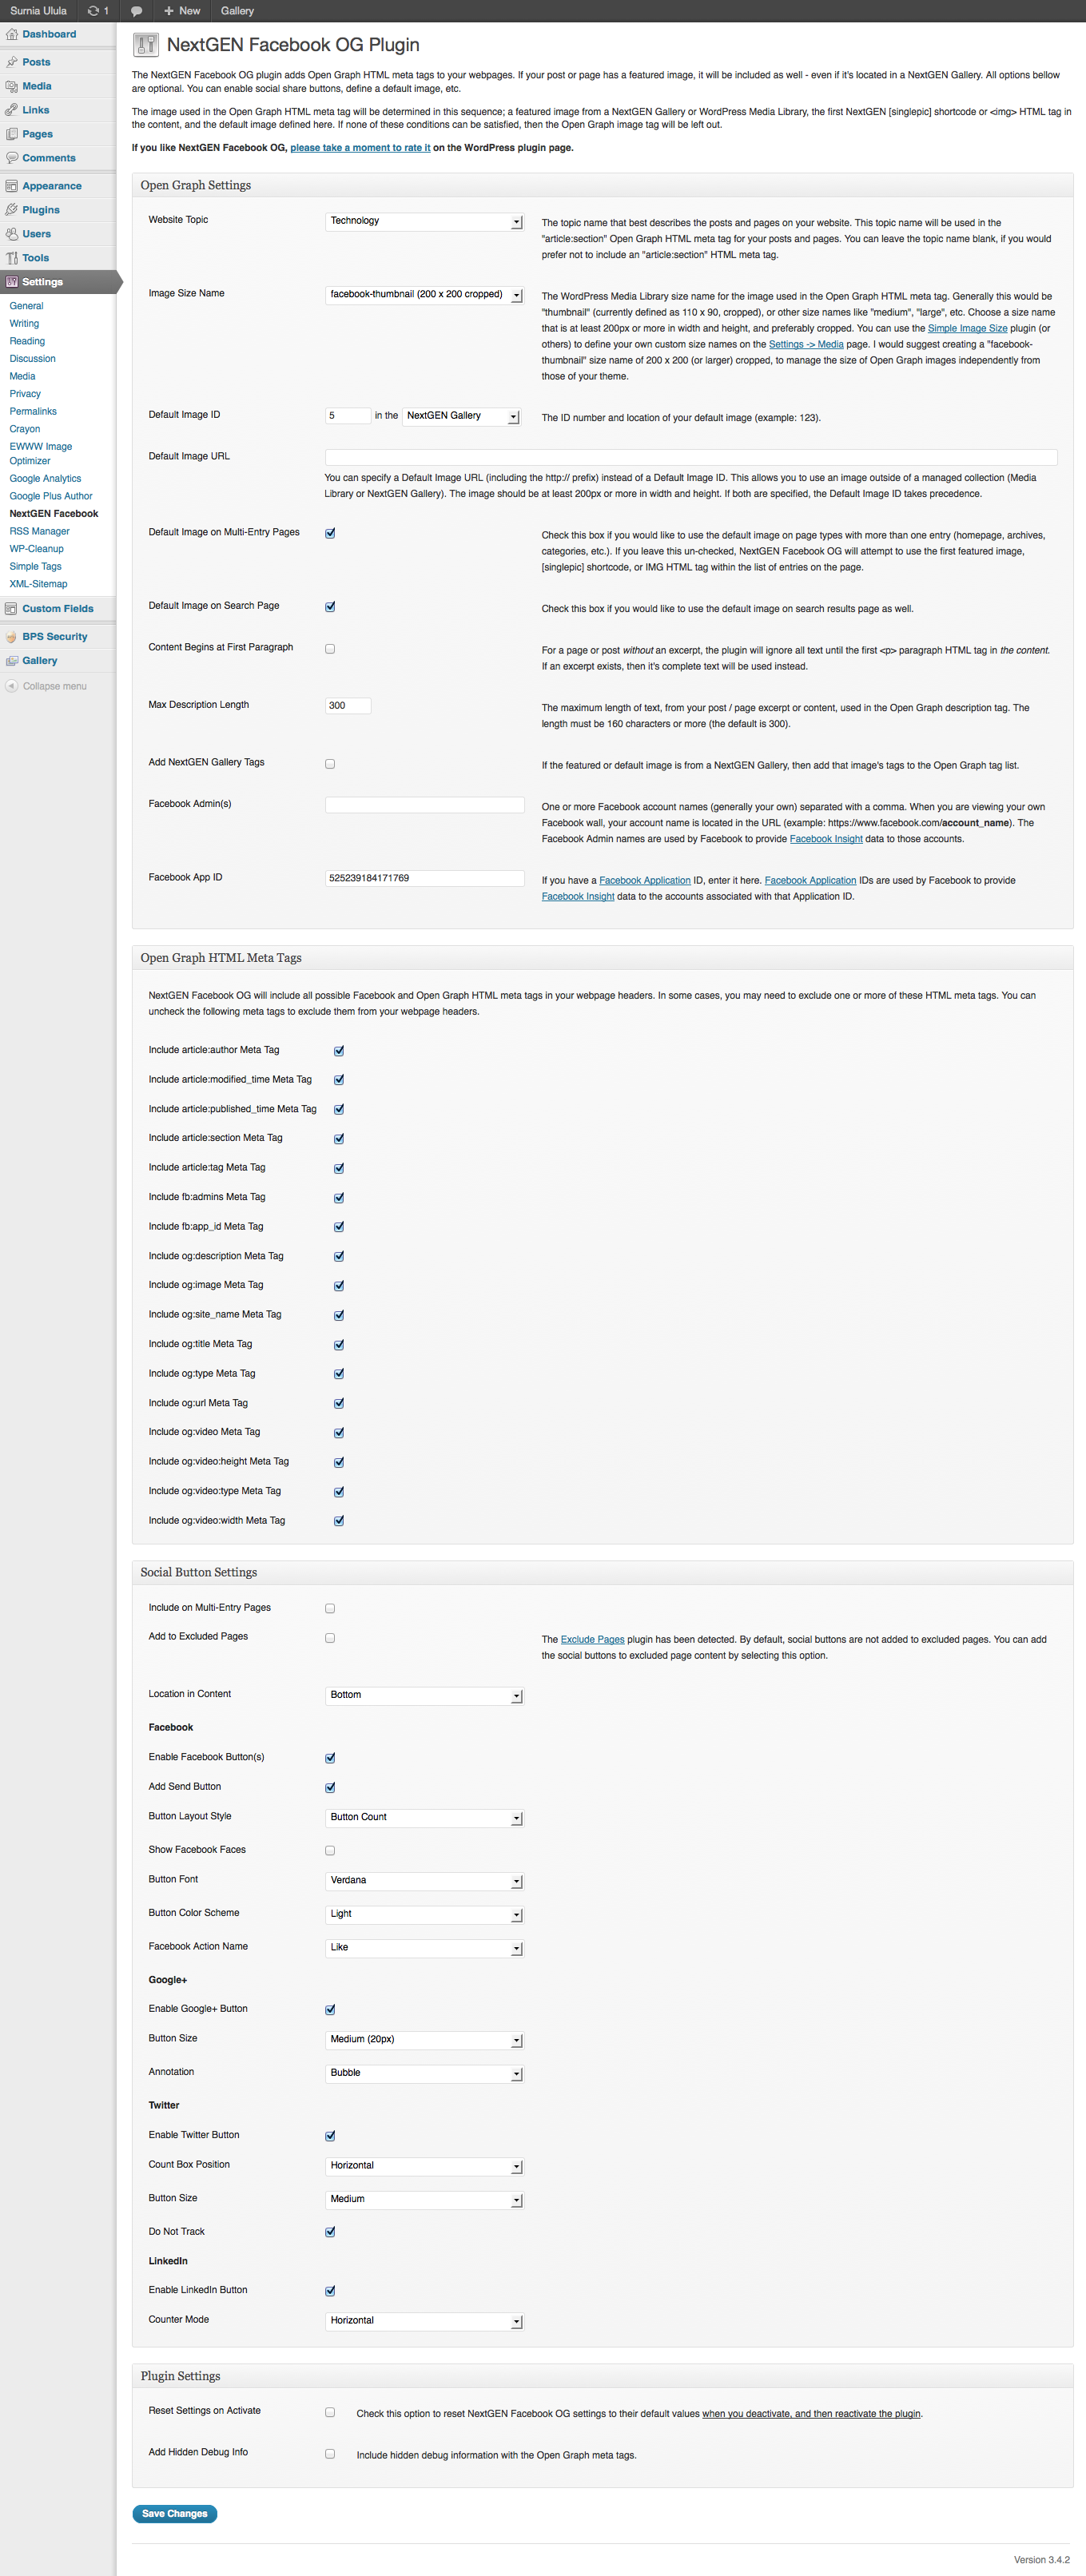 Surnia Ulula 1 New Gallery
Dashboard
Posts
Media
Links
Pages
Comments
Appearance
Plugins
Users
Tools
Settings
General
Writing
Reading
Discussion
Media
Privacy
Permalinks
Crayon
EWWW Image
Optimizer
Google Analytics
Google Plus Author
NextGEN Facebook
RSS Manager
WP-Cleanup
Simple Tags
XML-Sitemap
Custom Fields
BPS Security
Gallery
Collapse menu
NextGEN Facebook OG Plugin
The NextGEN Facebook OG plugin adds Open Graph HTML meta tags to your webpages. If your post or page has a featured image, it will be included as well - even if it's located in a NextGEN Gallery. All options bellow
are optional. You can enable social share buttons, define a default image, etc.
The image used in the Open Graph HTML meta tag will be determined in this sequence; a featured image from a NextGEN Gallery or WordPress Media Library, the first NextGEN [singlepic] shortcode or <img> HTML tag in
the content, and the default image defined here. If none of these conditions can be satisfied, then the Open Graph image tag will be left out.
If you like NextGEN Facebook OG, please take a moment to rate it on the WordPress plugin page.
Open Graph Settings
Website Topic Technology The topic name that best describes the posts and pages on your website. This topic name will be used in the
"article:section" Open Graph HTML meta tag for your posts and pages. You can leave the topic name blank, if you would
prefer not to include an "article:section" HTML meta tag.
Image Size Name facebook-thumbnail (200 x 200 cropped) The WordPress Media Library size name for the image used in the Open Graph HTML meta tag. Generally this would be
"thumbnail" (currently defined as 110 x 90, cropped), or other size names like "medium", "large", etc. Choose a size name
that is at least 200px or more in width and height, and preferably cropped. You can use the Simple Image Size plugin (or
others) to define your own custom size names on the Settings -> Media page. I would suggest creating a "facebook-
thumbnail" size name of 200 x 200 (or larger) cropped, to manage the size of Open Graph images independently from
those of your theme.
Default Image ID 5 in the NextGEN Gallery The ID number and location of your default image (example: 123).
Default Image URL
You can specify a Default Image URL (including the http:// prefix) instead of a Default Image ID. This allows you to use an image outside of a managed collection (Media
Library or NextGEN Gallery). The image should be at least 200px or more in width and height. If both are specified, the Default Image ID takes precedence.
Default Image on Multi-Entry Pages Check this box if you would like to use the default image on page types with more than one entry (homepage, archives,
categories, etc.). If you leave this un-checked, NextGEN Facebook OG will attempt to use the first featured image,
[singlepic] shortcode, or IMG HTML tag within the list of entries on the page.
Default Image on Search Page Check this box if you would like to use the default image on search results page as well.
Content Begins at First Paragraph For a page or post without an excerpt, the plugin will ignore all text until the first <p> paragraph HTML tag in the content.
If an excerpt exists, then it's complete text will be used instead.
Max Description Length 300 The maximum length of text, from your post / page excerpt or content, used in the Open Graph description tag. The
length must be 160 characters or more (the default is 300).
Add NextGEN Gallery Tags If the featured or default image is from a NextGEN Gallery, then add that image's tags to the Open Graph tag list.
Facebook Admin(s) One or more Facebook account names (generally your own) separated with a comma. When you are viewing your own
Facebook wall, your account name is located in the URL (example: https://www.facebook.com/account_name). The
Facebook Admin names are used by Facebook to provide Facebook Insight data to those accounts.
Facebook App ID 525239184171769 If you have a Facebook Application ID, enter it here. Facebook Application IDs are used by Facebook to provide
Facebook Insight data to the accounts associated with that Application ID.
Open Graph HTML Meta Tags
NextGEN Facebook OG will include all possible Facebook and Open Graph HTML meta tags in your webpage headers. In some cases, you may need to exclude one or more of these HTML meta tags. You can
uncheck the following meta tags to exclude them from your webpage headers.
Include article:author Meta Tag
Include article:modified_time Meta Tag
Include article:published_time Meta Tag
Include article:section Meta Tag
Include article:tag Meta Tag
Include fb:admins Meta Tag
Include fb:app_id Meta Tag
Include og:description Meta Tag
Include og:image Meta Tag
Include og:site_name Meta Tag
Include og:title Meta Tag
Include og:type Meta Tag
Include og:url Meta Tag
Include og:video Meta Tag
Include og:video:height Meta Tag
Include og:video:type Meta Tag
Include og:video:width Meta Tag
Social Button Settings
Include on Multi-Entry Pages
Add to Excluded Pages The Exclude Pages plugin has been detected. By default, social buttons are not added to excluded pages. You can add
the social buttons to excluded page content by selecting this option.
Location in Content Bottom
Facebook
Enable Facebook Button(s)
Add Send Button
Button Layout Style Button Count
Show Facebook Faces
Button Font Verdana
Button Color Scheme Light
Facebook Action Name Like
Google+
Enable Google+ Button
Button Size Medium (20px)
Annotation Bubble
Twitter
Enable Twitter Button
Count Box Position Horizontal
Button Size Medium
Do Not Track
LinkedIn
Enable LinkedIn Button
Counter Mode Horizontal
Plugin Settings
Reset Settings on Activate Check this option to reset NextGEN Facebook OG settings to their default values when you deactivate, and then reactivate the plugin.
Add Hidden Debug Info Include hidden debug information with the Open Graph meta tags.
Save Changes
Version 3.4.2